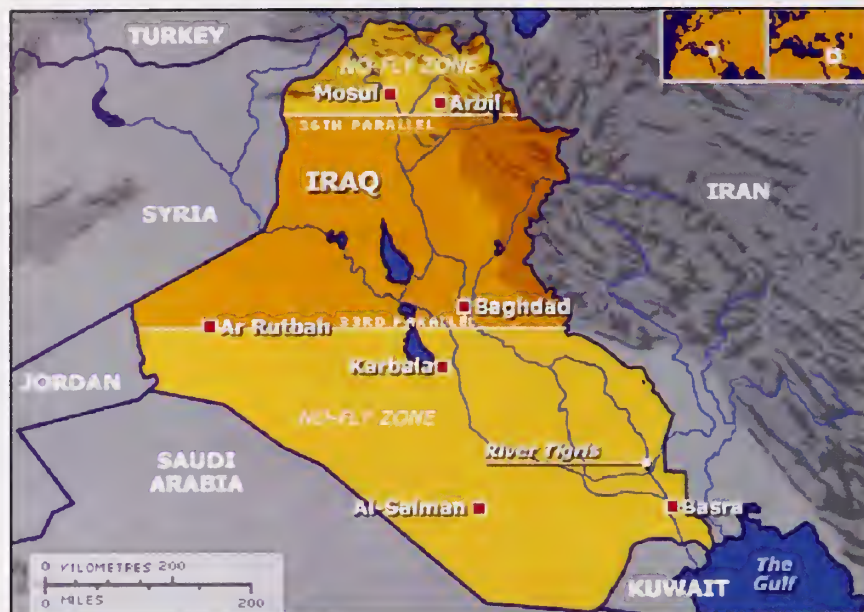 TURKEY
NO-FLY ZONE
Mosul
Arbil
36TH PARALLEL
IRAQ
IRAN
SYRIA
Baghdad
Ar Rutbah
33RD PARALLEL
Karbala
JORDAN
NO-FLY ZONE
River Tigris
SAUDI
ARABIA
Al-Salman
Basra
0 KILOMETRES 200
0 MILES 200
KUWAIT
The
Gulf